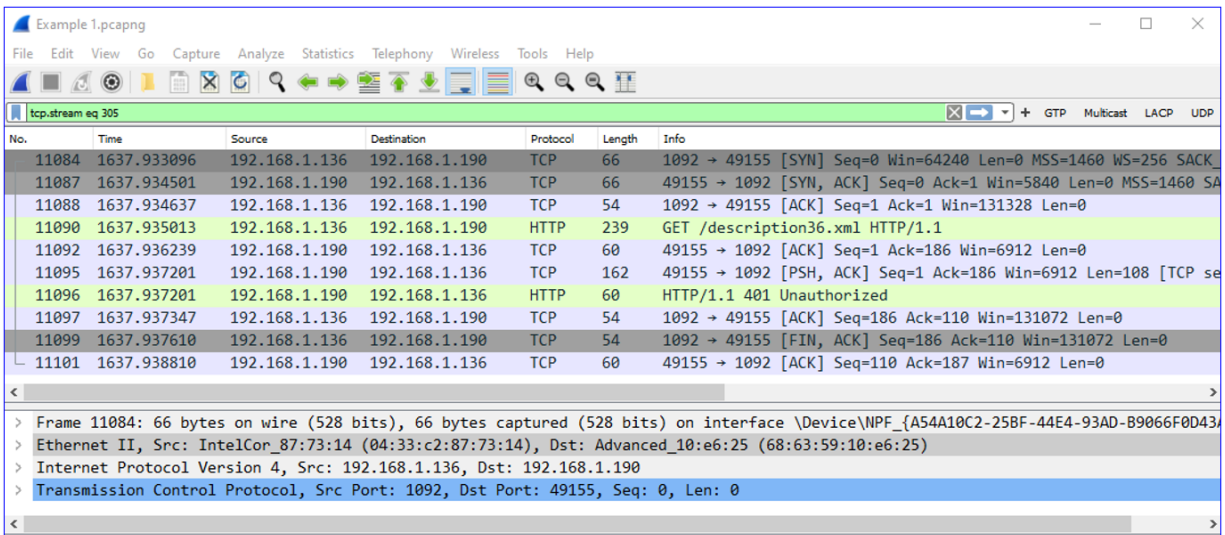 Example 1.pcapng
File Edit View Go Capture Analyze Statistics Telephony Wireless Tools Help
tcp.stream eq 305 + GTP Multicast LACP UDP
No. Time Source Destination Protocol Length Info
11084 1637.933096 192.168.1.136 192.168.1.190 TCP 66 1092 → 49155 [SYN] Seq=0 Win=64240 Len=0 MSS=1460 WS=256 SACK_
11087 1637.934501 192.168.1.190 192.168.1.136 TCP 66 49155 → 1092 [SYN, ACK] Seq=0 Ack=1 Win=5840 Len=0 MSS=1460 SA
11088 1637.934637 192.168.1.136 192.168.1.190 TCP 54 1092 → 49155 [ACK] Seq=1 Ack=1 Win=131328 Len=0
11090 1637.935013 192.168.1.136 192.168.1.190 HTTP 239 GET /description36.xml HTTP/1.1
11092 1637.936239 192.168.1.190 192.168.1.136 TCP 60 49155 → 1092 [ACK] Seq=1 Ack=186 Win=6912 Len=0
11095 1637.937201 192.168.1.190 192.168.1.136 TCP 162 49155 → 1092 [PSH, ACK] Seq=1 Ack=186 Win=6912 Len=108 [TCP se
11096 1637.937201 192.168.1.190 192.168.1.136 HTTP 60 HTTP/1.1 401 Unauthorized
11097 1637.937347 192.168.1.136 192.168.1.190 TCP 54 1092 → 49155 [ACK] Seq=186 Ack=110 Win=131072 Len=0
11099 1637.937610 192.168.1.136 192.168.1.190 TCP 54 1092 → 49155 [FIN, ACK] Seq=186 Ack=110 Win=131072 Len=0
11101 1637.938810 192.168.1.190 192.168.1.136 TCP 60 49155 → 1092 [ACK] Seq=110 Ack=187 Win=6912 Len=0
Frame 11084: 66 bytes on wire (528 bits), 66 bytes captured (528 bits) on interface \Device\NPF_{A54A10C2-25BF-44E4-93AD-B9066F0D43A
Ethernet II, Src: IntelCor_87:73:14 (04:33:c2:87:73:14), Dst: Advanced_10:e6:25 (68:63:59:10:e6:25)
Internet Protocol Version 4, Src: 192.168.1.136, Dst: 192.168.1.190
Transmission Control Protocol, Src Port: 1092, Dst Port: 49155, Seq: 0, Len: 0